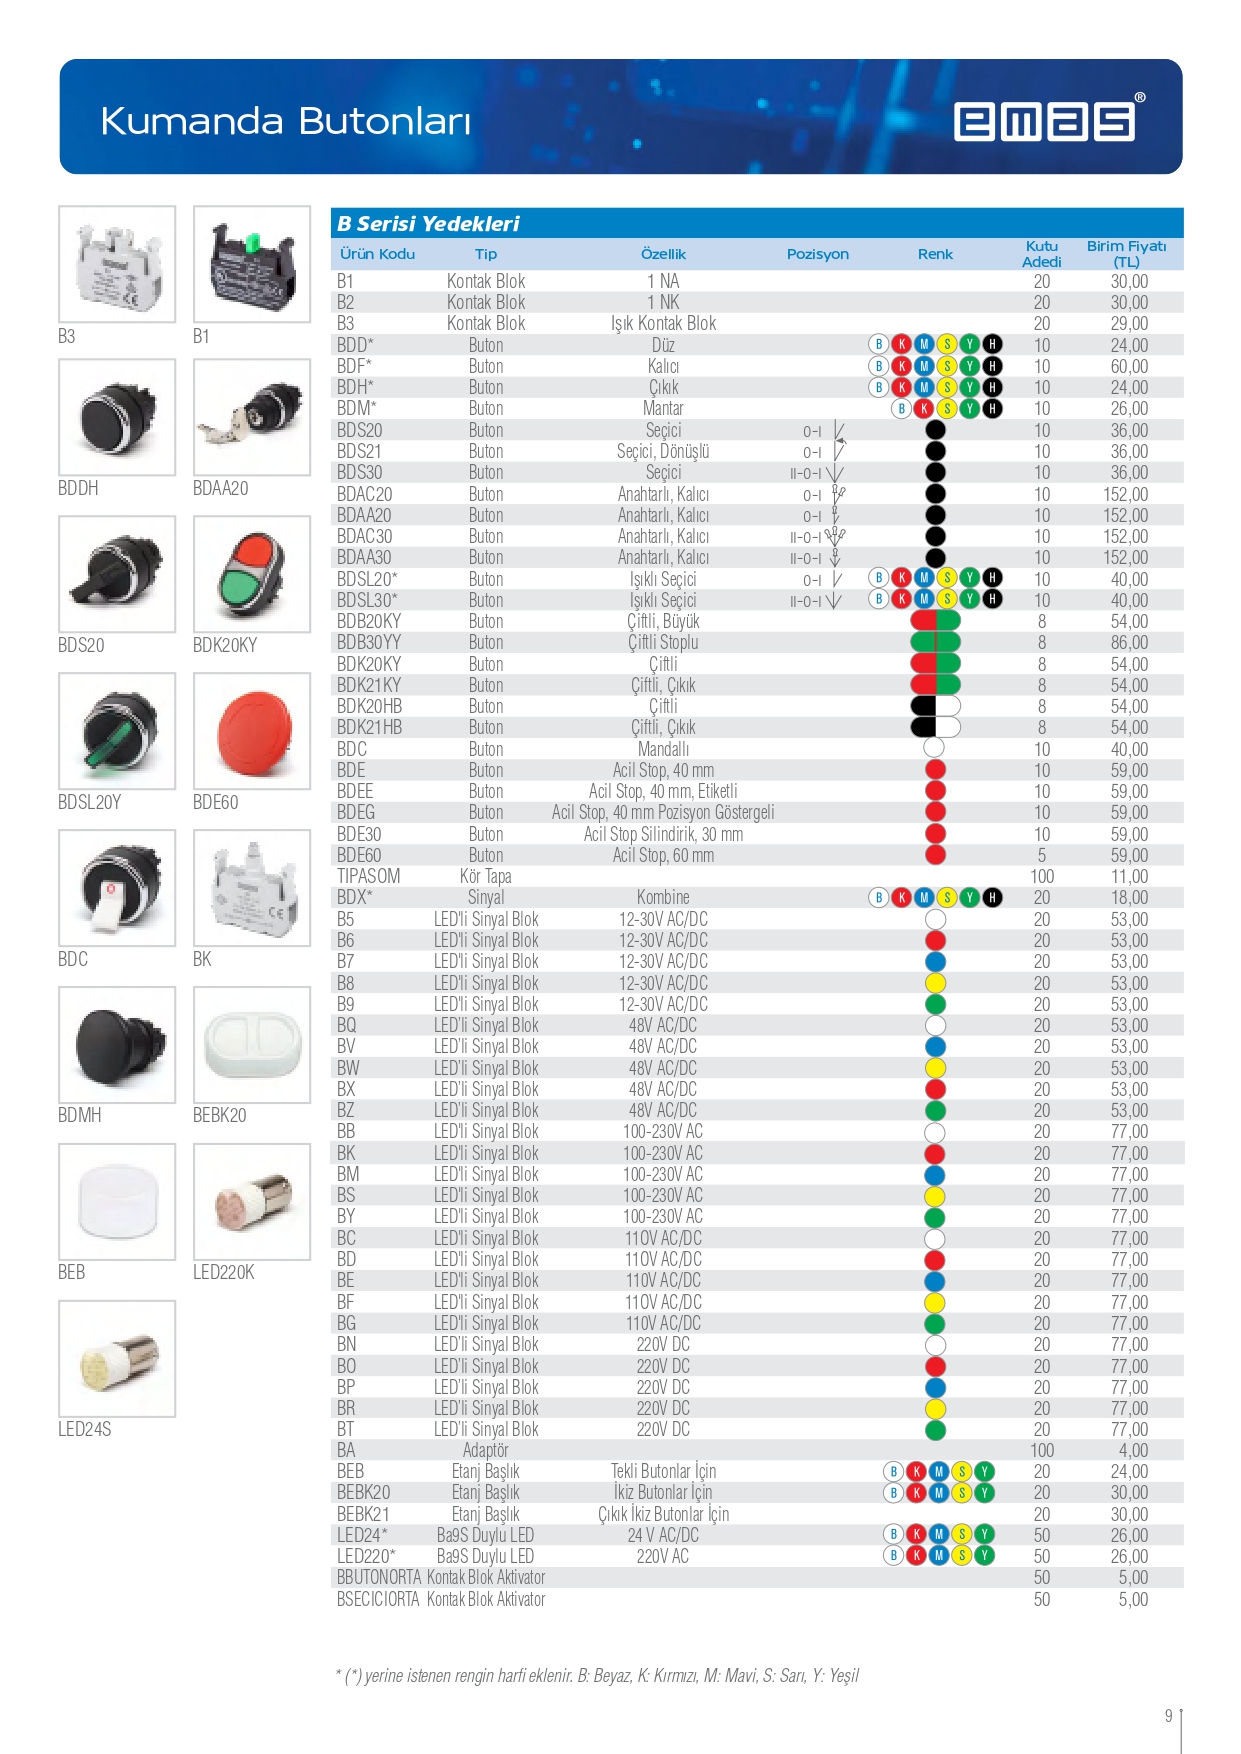 Kumanda Butonları
emas®
B3 B1
BDDH BDAA20
BDS20 BDK20KY
BDSL20Y BDE60
BDC BK
BDMH BEBK20
BEB LED220K
LED24S
B Serisi Yedekleri
Ürün Kodu Tip Özellik Pozisyon Renk Kutu Adedi Birim Fiyatı (TL)
B1 Kontak Blok 1 NA 20 30,00
B2 Kontak Blok 1 NK 20 30,00
B3 Kontak Blok Işık Kontak Blok 20 29,00
BDD* Buton Düz B K M S Y H 10 24,00
BDF* Buton Kalıcı B K M S Y H 10 60,00
BDH* Buton Çıkık B K M S Y H 10 24,00
BDM* Buton Mantar B K S Y H 10 26,00
BDS20 Buton Seçici 0-I 10 36,00
BDS21 Buton Seçici, Dönüşlü 0-I 10 36,00
BDS30 Buton Seçici II-0-I 10 36,00
BDAC20 Buton Anahtarlı, Kalıcı 0-I 10 152,00
BDAA20 Buton Anahtarlı, Kalıcı 0-I 10 152,00
BDAC30 Buton Anahtarlı, Kalıcı II-0-I 10 152,00
BDAA30 Buton Anahtarlı, Kalıcı II-0-I 10 152,00
BDSL20* Buton Işıklı Seçici 0-I B K M S Y H 10 40,00
BDSL30* Buton Işıklı Seçici II-0-I B K M S Y H 10 40,00
BDB20KY Buton Çiftli, Büyük 8 54,00
BDB30YY Buton Çiftli Stoplu 8 86,00
BDK20KY Buton Çiftli 8 54,00
BDK21KY Buton Çiftli, Çıkık 8 54,00
BDK20HB Buton Çiftli 8 54,00
BDK21HB Buton Çiftli, Çıkık 8 54,00
BDC Buton Mandallı 10 40,00
BDE Buton Acil Stop, 40 mm 10 59,00
BDEE Buton Acil Stop, 40 mm, Etiketli 10 59,00
BDEG Buton Acil Stop, 40 mm Pozisyon Göstergeli 10 59,00
BDE30 Buton Acil Stop Silindirik, 30 mm 10 59,00
BDE60 Buton Acil Stop, 60 mm 5 59,00
TIPASOM Kör Tapa 100 11,00
BDX* Sinyal Kombine B K M S Y H 20 18,00
B5 LED'li Sinyal Blok 12-30V AC/DC 20 53,00
B6 LED'li Sinyal Blok 12-30V AC/DC 20 53,00
B7 LED'li Sinyal Blok 12-30V AC/DC 20 53,00
B8 LED'li Sinyal Blok 12-30V AC/DC 20 53,00
B9 LED'li Sinyal Blok 12-30V AC/DC 20 53,00
BQ LED'li Sinyal Blok 48V AC/DC 20 53,00
BV LED'li Sinyal Blok 48V AC/DC 20 53,00
BW LED'li Sinyal Blok 48V AC/DC 20 53,00
BX LED'li Sinyal Blok 48V AC/DC 20 53,00
BZ LED'li Sinyal Blok 48V AC/DC 20 53,00
BB LED'li Sinyal Blok 100-230V AC 20 77,00
BK LED'li Sinyal Blok 100-230V AC 20 77,00
BM LED'li Sinyal Blok 100-230V AC 20 77,00
BS LED'li Sinyal Blok 100-230V AC 20 77,00
BY LED'li Sinyal Blok 100-230V AC 20 77,00
BC LED'li Sinyal Blok 110V AC/DC 20 77,00
BD LED'li Sinyal Blok 110V AC/DC 20 77,00
BE LED'li Sinyal Blok 110V AC/DC 20 77,00
BF LED'li Sinyal Blok 110V AC/DC 20 77,00
BG LED'li Sinyal Blok 110V AC/DC 20 77,00
BN LED'li Sinyal Blok 220V DC 20 77,00
BO LED'li Sinyal Blok 220V DC 20 77,00
BP LED'li Sinyal Blok 220V DC 20 77,00
BR LED'li Sinyal Blok 220V DC 20 77,00
BT LED'li Sinyal Blok 220V DC 20 77,00
BA Adaptör 100 4,00
BEB Etanj Başlık Tekli Butonlar İçin B K M S Y 20 24,00
BEBK20 Etanj Başlık İkiz Butonlar İçin B K M S Y 20 30,00
BEBK21 Etanj Başlık Çıkık İkiz Butonlar İçin 20 30,00
LED24* Ba9S Duylu LED 24 V AC/DC B K M S Y 50 26,00
LED220* Ba9S Duylu LED 220V AC B K M S Y 50 26,00
BBUTONORTA Kontak Blok Aktivator 50 5,00
BSECICIORTA Kontak Blok Aktivator 50 5,00
* (*) yerine istenen rengin harfi eklenir. B: Beyaz, K: Kırmızı, M: Mavi, S: Sarı, Y: Yeşil
9